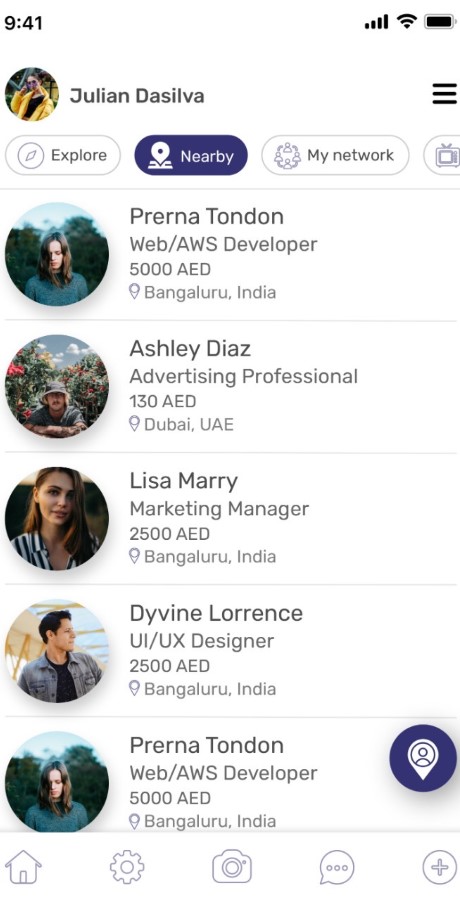 9:41
Julian Dasilva
Explore
Nearby
My network
Prerna Tondon
Web/AWS Developer
5000 AED
Bangaluru, India
Ashley Diaz
Advertising Professional
130 AED
Dubai, UAE
Lisa Marry
Marketing Manager
2500 AED
Bangaluru, India
Dyvine Lorrence
UI/UX Designer
2500 AED
Bangaluru, India
Prerna Tondon
Web/AWS Developer
5000 AED
Bangaluru, India